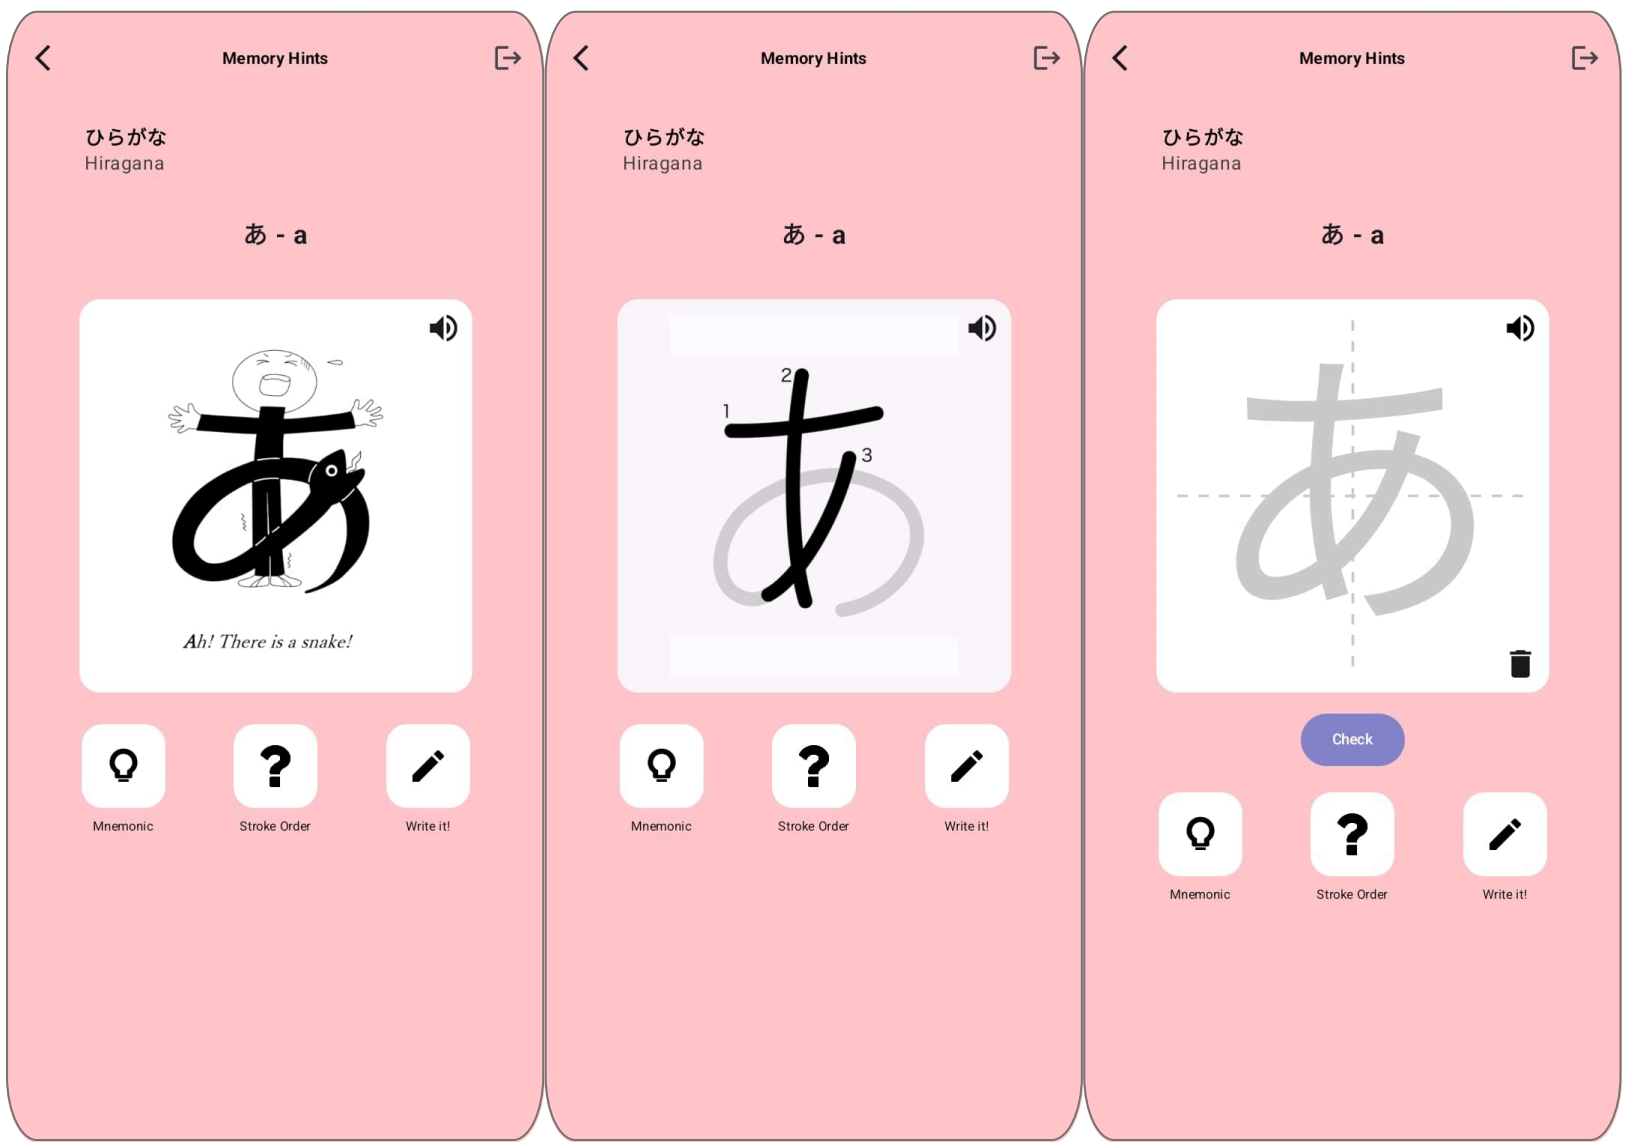 Memory Hints
ひらがな
Hiragana
あ - a
Ah! There is a snake!
Mnemonic
Stroke Order
Write it!
Memory Hints
ひらがな
Hiragana
あ - a
2
1
3
あ
Mnemonic
Stroke Order
Write it!
Memory Hints
ひらがな
Hiragana
あ - a
あ
Check
Mnemonic
Stroke Order
Write it!